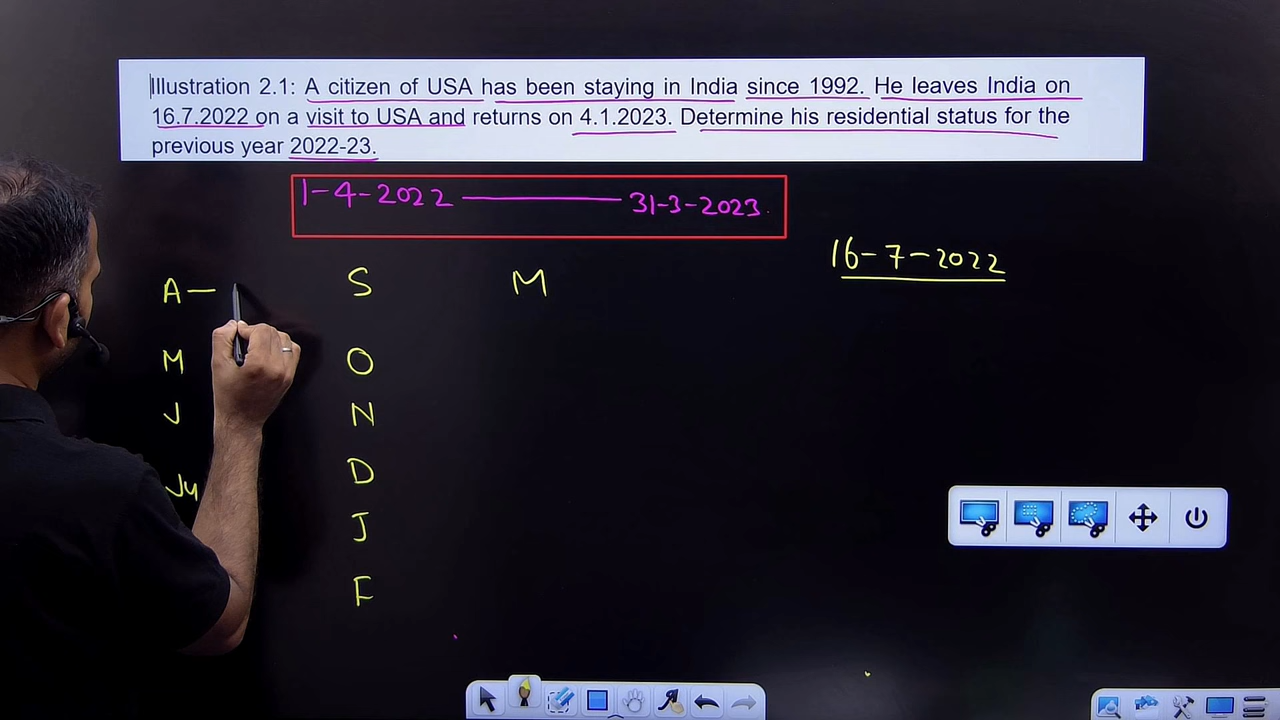 Illustration 2.1: A citizen of USA has been staying in India since 1992. He leaves India on
16.7.2022 on a visit to USA and returns on 4.1.2023. Determine his residential status for the
previous year 2022-23.
1-4-2022 — 31-3-2023.
16-7-2022
A —
M
J
Jy
S
O
N
D
J
F
M